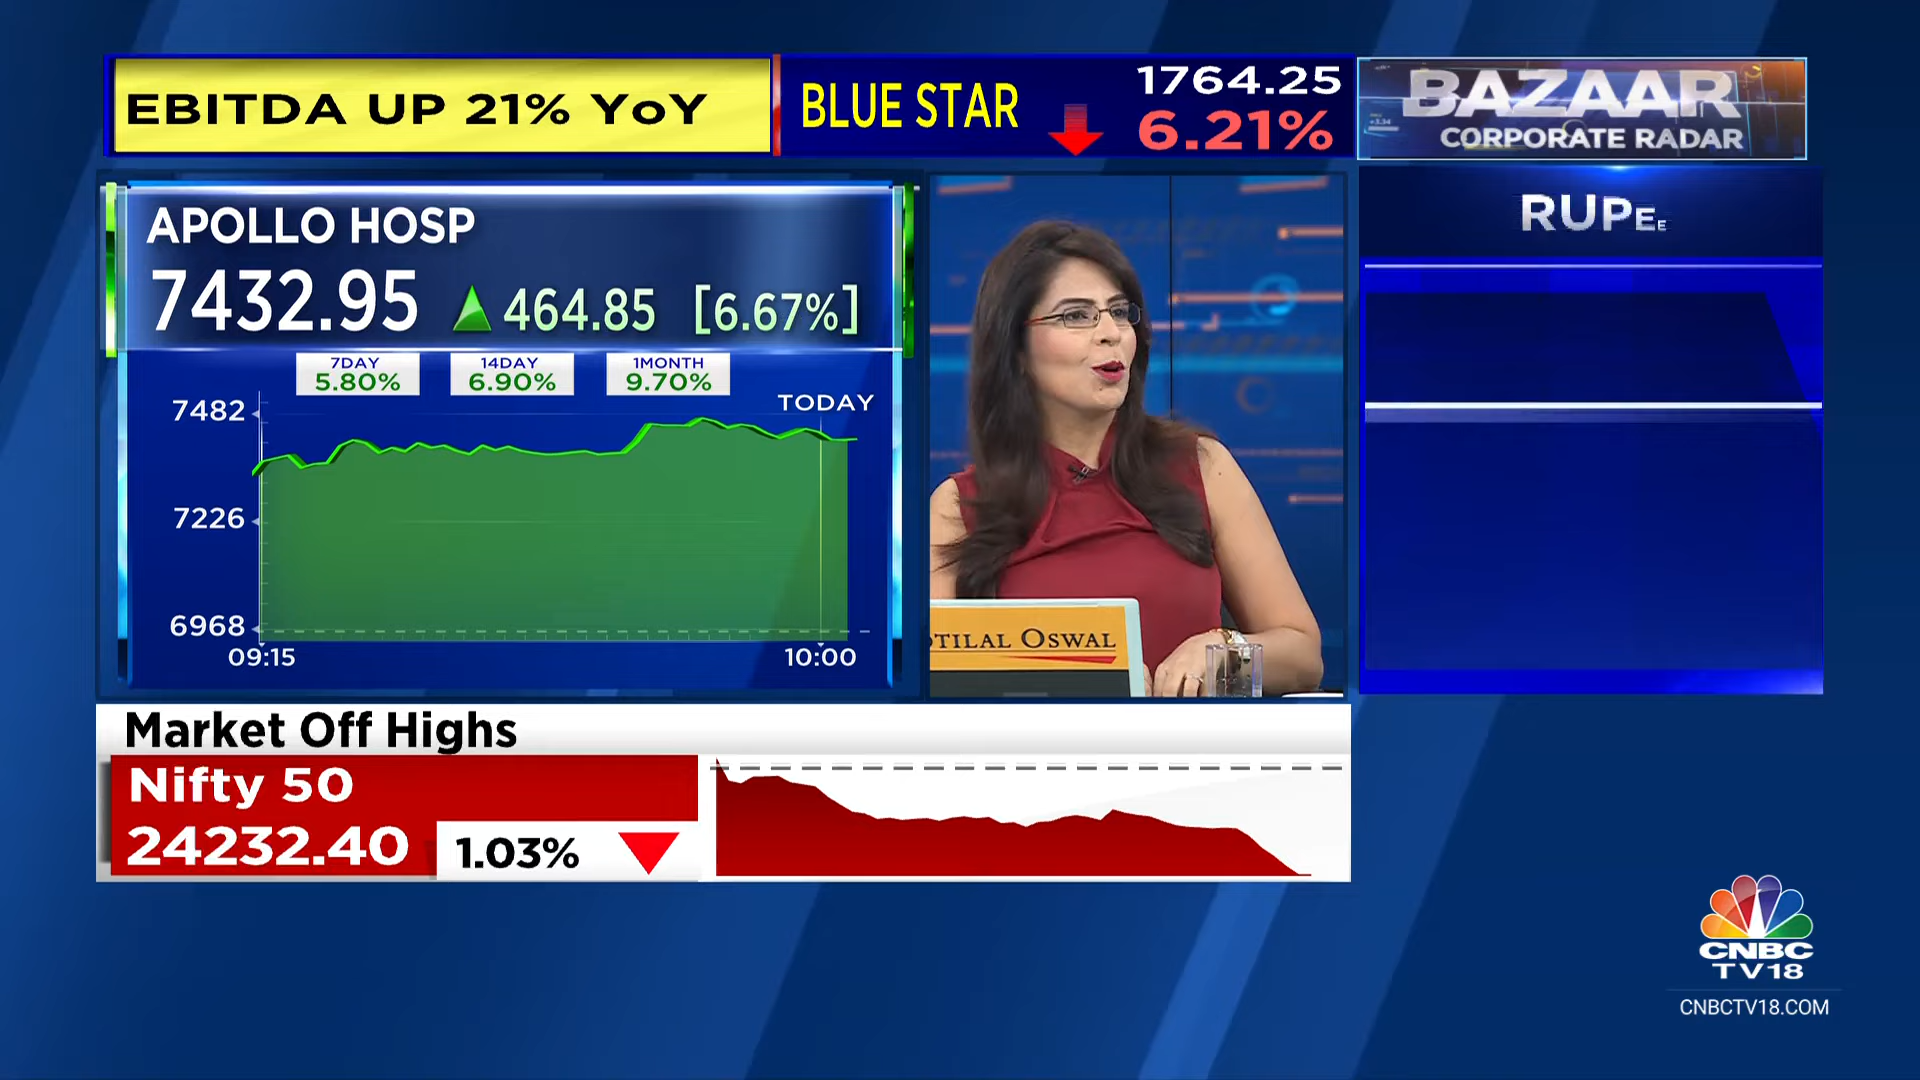 EBITDA UP 21% YoY
BLUE STAR
1764.25
6.21%
BAZAAR
CORPORATE RADAR
APOLLO HOSP
7432.95
464.85 [6.67%]
7DAY
5.80%
14DAY
6.90%
1MONTH
9.70%
TODAY
7482
7226
6968
09:15
10:00
OTILAL OSWAL
RUPEE
Market Off Highs
Nifty 50
24232.40
1.03%
CNBC
TV18
CNBCTV18.COM